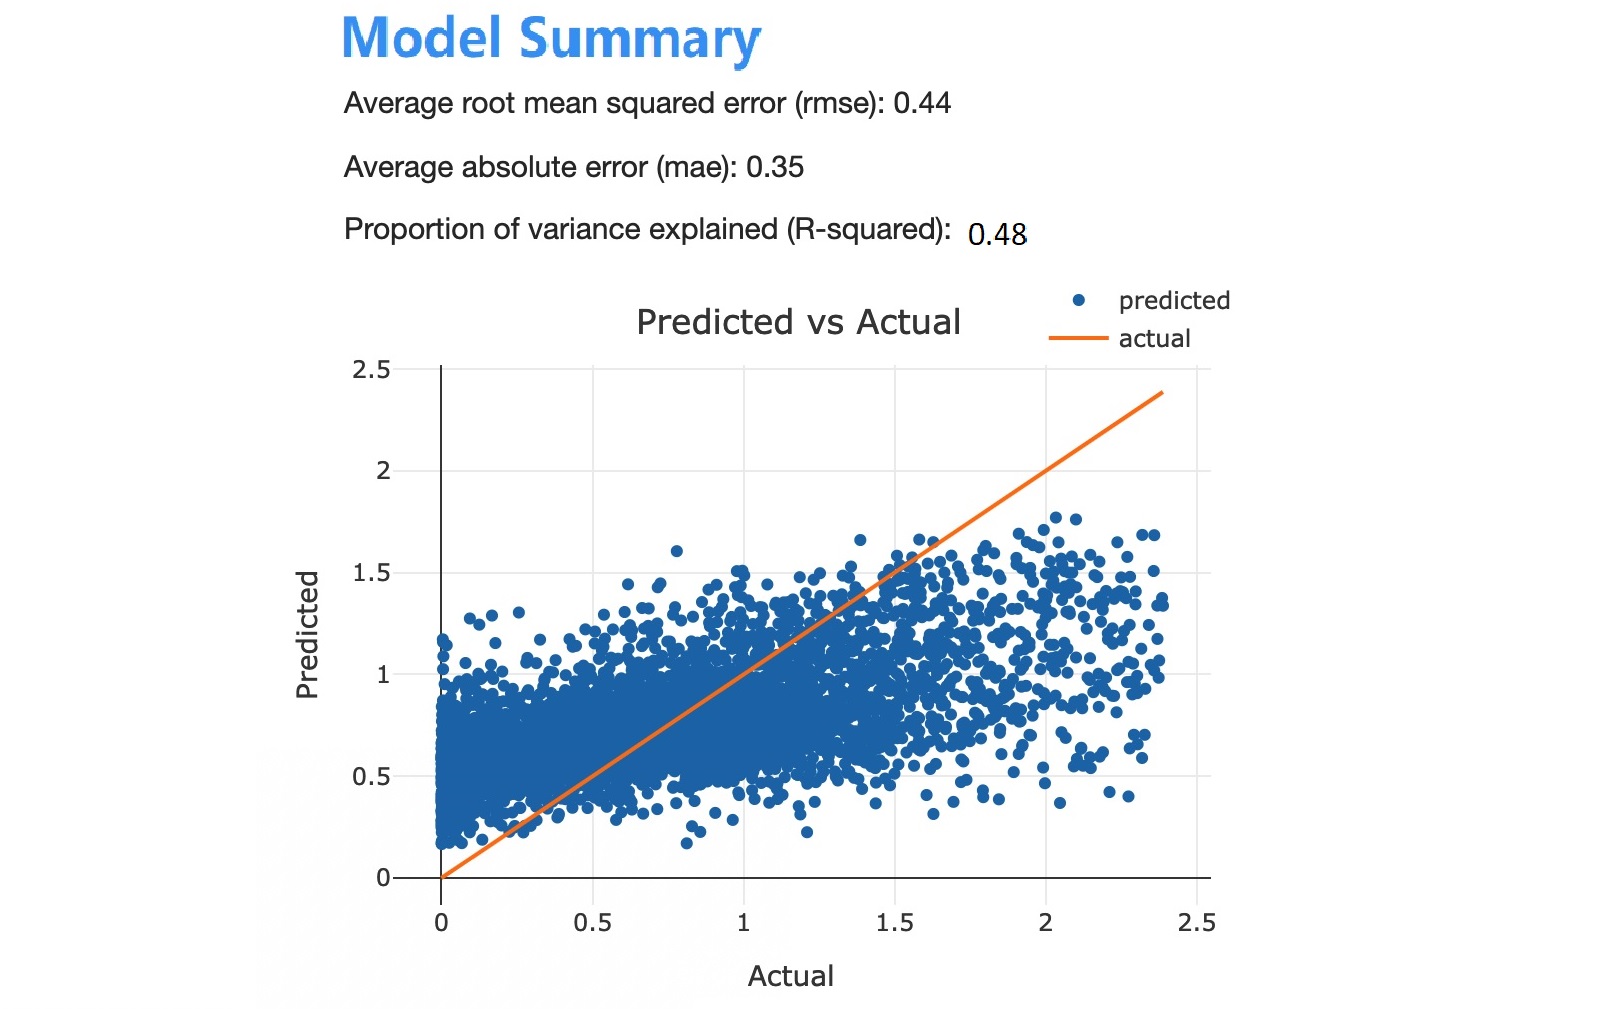 Model Summary
Average root mean squared error (rmse): 0.44
Average absolute error (mae): 0.35
Proportion of variance explained (R-squared): 0.48
predicted
Predicted vs Actual
actual
2.5
2
1.5
1
0.5
0
Predicted
0 0.5 1 1.5 2 2.5
Actual